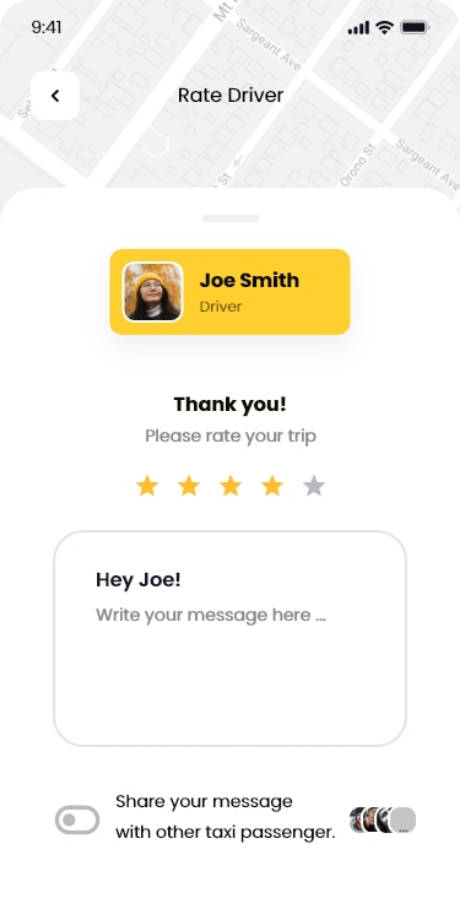 9:41
Sargeant Ave
Rate Driver
Orono St
Sargeant Ave
St
Joe Smith
Driver
Thank you!
Please rate your trip
Hey Joe!
Write your message here ...
Share your message
with other taxi passenger.
...